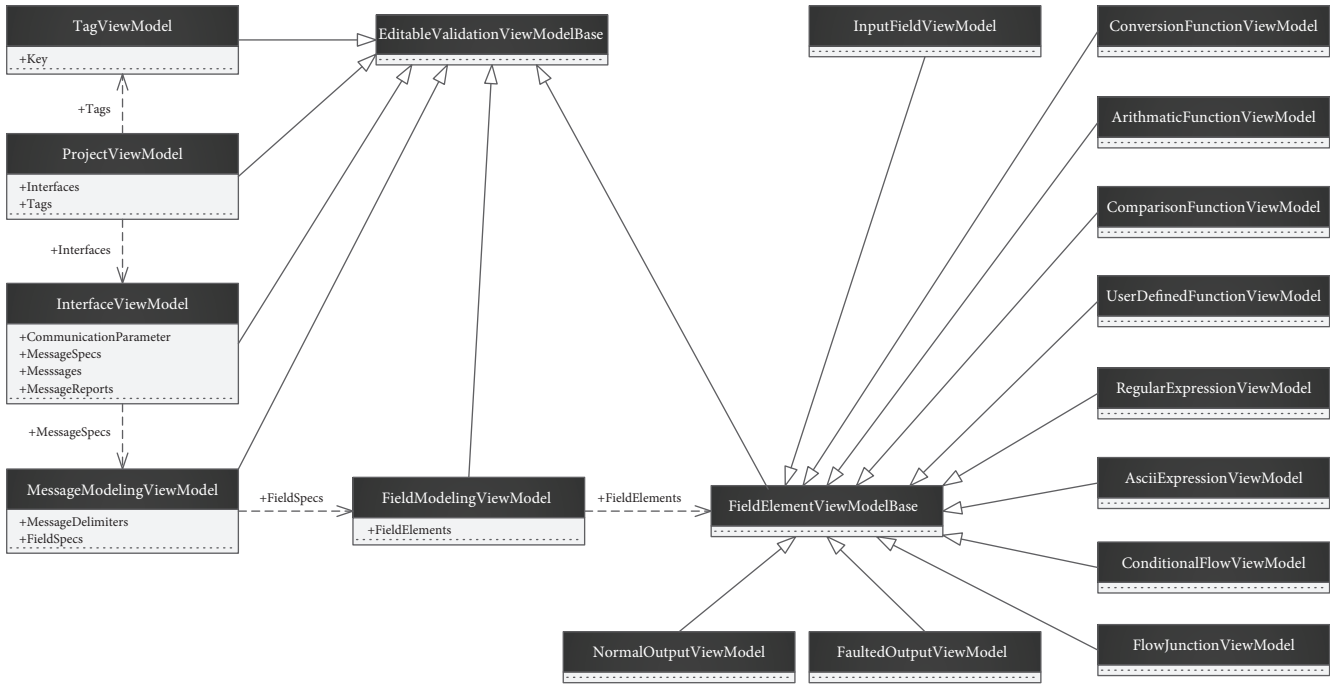 TagViewModel
+Key
+Tags
ProjectViewModel
+Interfaces
+Tags
+Interfaces
InterfaceViewModel
+CommunicationParameter
+MessageSpecs
+Messsages
+MessageReports
+MessageSpecs
MessageModelingViewModel
+MessageDelimiters
+FieldSpecs
+FieldSpecs
EditableValidationViewModelBase
FieldModelingViewModel
+FieldElements
+FieldElements
FieldElementViewModelBase
InputFieldViewModel
ConversionFunctionViewModel
ArithmaticFunctionViewModel
ComparisonFunctionViewModel
UserDefinedFunctionViewModel
RegularExpressionViewModel
AsciiExpressionViewModel
ConditionalFlowViewModel
FlowJunctionViewModel
NormalOutputViewModel
FaultedOutputViewModel